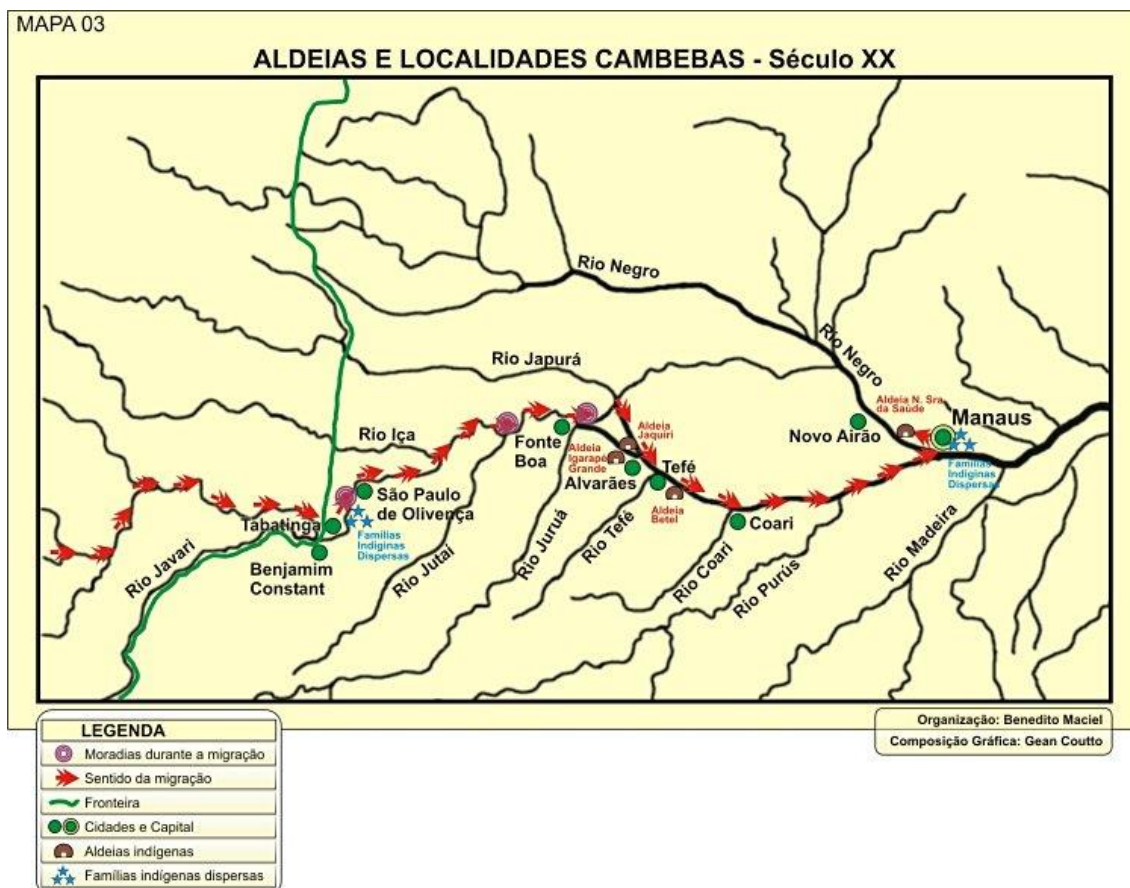 MAPA 03
ALDEIAS E LOCALIDADES CAMBEBAS - Século XX
Rio Negro
Rio Negro
Rio Japurá
Aldeia N. Sra.
da Saúde
Manaus
Novo Airão
Famílias
Indíginas
Dispersas
Rio Iça
Fonte
Boa
Aldeia
Jaquiri
Aldeia
Igarapé
Grande
Alvarães
Tefé
Aldeia
Betel
Coari
São Paulo
de Olivença
Tabatinga
Famílias
Indíginas
Dispersas
Benjamim
Constant
Rio Javari
Rio Jutaí
Rio Juruá
Rio Tefé
Rio Coari
Rio Purús
Rio Madeira
Organização: Benedito Maciel
Composição Gráfica: Gean Coutto
LEGENDA
Moradias durante a migração
Sentido da migração
Fronteira
Cidades e Capital
Aldeias indígenas
Famílias indígenas dispersas